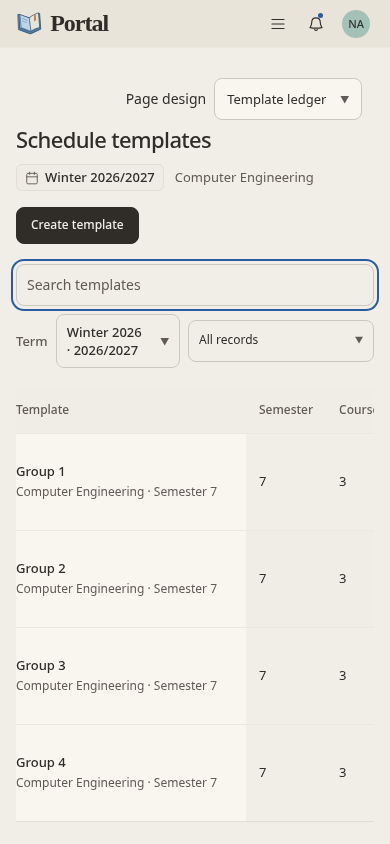 Portal
NA
Page design
Template ledger
Schedule templates
Winter 2026/2027
Computer Engineering
Create template
Search templates
Term
Winter 2026
· 2026/2027
All records
Template Semester Course
Group 1
Computer Engineering · Semester 7
7 3
Group 2
Computer Engineering · Semester 7
7 3
Group 3
Computer Engineering · Semester 7
7 3
Group 4
Computer Engineering · Semester 7
7 3